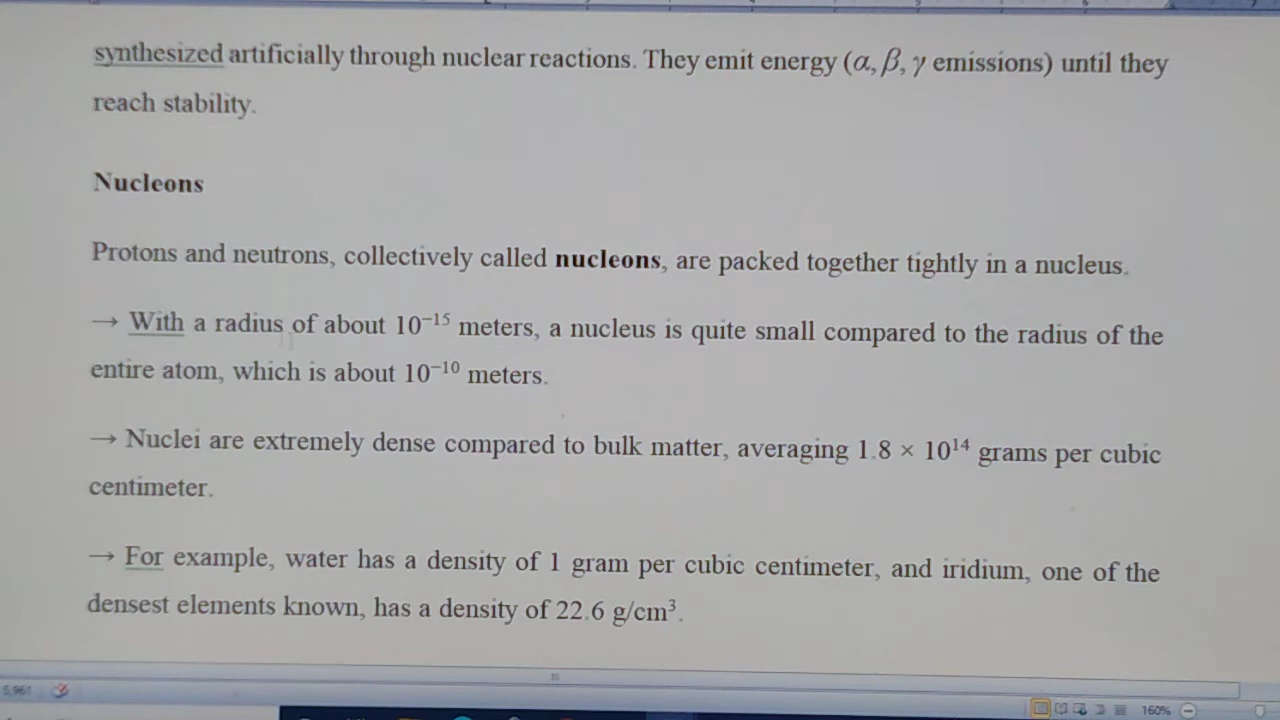 synthesized artificially through nuclear reactions. They emit energy (α, β, γ emissions) until they
reach stability.
Nucleons
Protons and neutrons, collectively called nucleons, are packed together tightly in a nucleus.
→ With a radius of about 10⁻¹⁵ meters, a nucleus is quite small compared to the radius of the
entire atom, which is about 10⁻¹⁰ meters.
→ Nuclei are extremely dense compared to bulk matter, averaging 1.8 × 10¹⁴ grams per cubic
centimeter.
→ For example, water has a density of 1 gram per cubic centimeter, and iridium, one of the
densest elements known, has a density of 22.6 g/cm³.
160%